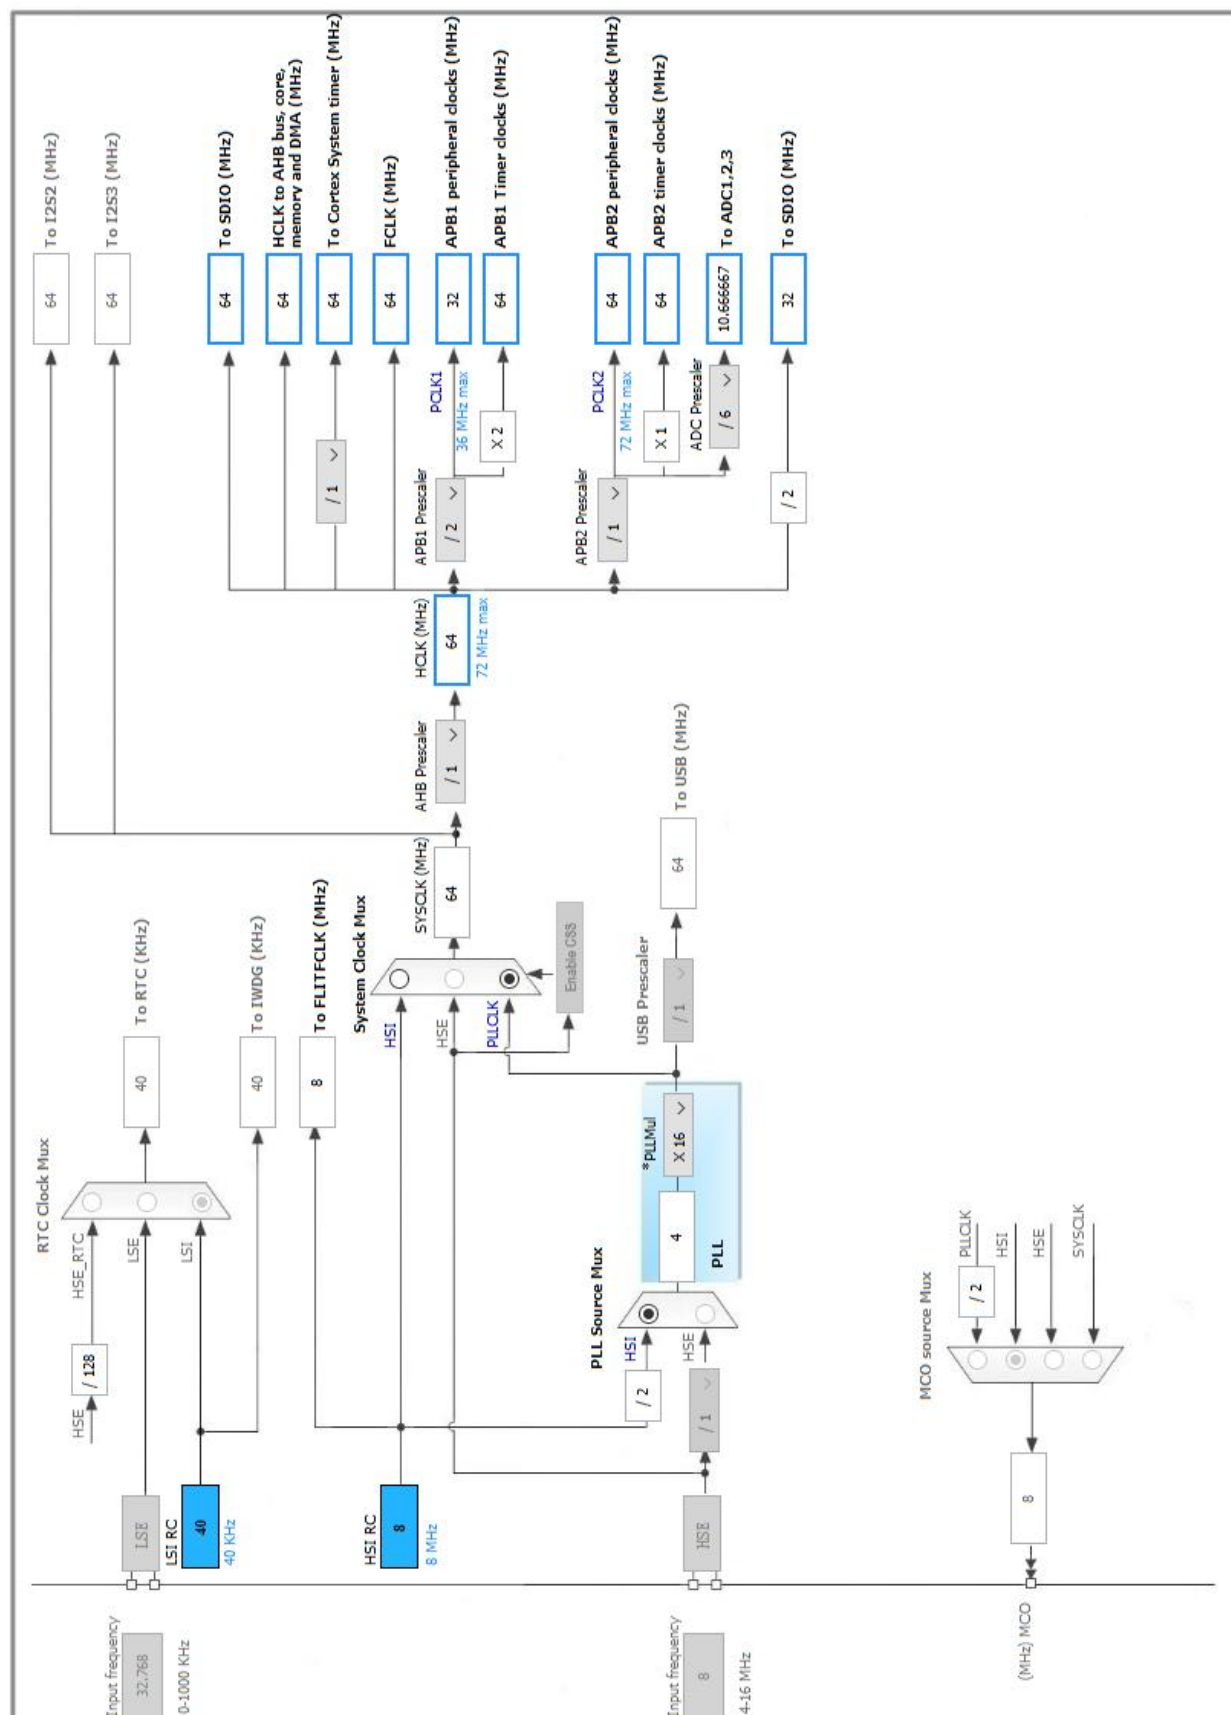 Input frequency
32.768
0-1000 KHz
LSE
LSI RC
40
40 KHz
HSE
/ 128
HSE_RTC
LSE
LSI
RTC Clock Mux
40
To RTC (KHz)
40
To IWDG (KHz)
HSI RC
8
8 MHz
8
To FLITFCLK (MHz)
System Clock Mux
HSI
HSE
PLLCLK
Enable CSS
SYSCLK (MHz)
64
AHB Prescaler
/ 1
HCLK (MHz)
64
72 MHz max
64
To I2S2 (MHz)
64
To I2S3 (MHz)
64
To SDIO (MHz)
64
HCLK to AHB bus, core,
memory and DMA (MHz)
/ 1
64
To Cortex System timer (MHz)
64
FCLK (MHz)
APB1 Prescaler
/ 2
PCLK1
36 MHz max
32
APB1 peripheral clocks (MHz)
X 2
64
APB1 Timer clocks (MHz)
APB2 Prescaler
/ 1
PCLK2
72 MHz max
64
APB2 peripheral clocks (MHz)
X 1
64
APB2 timer clocks (MHz)
ADC Prescaler
/ 6
10.666667
To ADC1,2,3
/ 2
32
To SDIO (MHz)
Input frequency
8
4-16 MHz
HSE
/ 2
/ 1
PLL Source Mux
HSI
HSE
4
PLL
*PLLMul
X 16
USB Prescaler
/ 1
64
To USB (MHz)
MCO source Mux
PLLCLK
/ 2
HSI
HSE
SYSCLK
8
(MHz) MCO